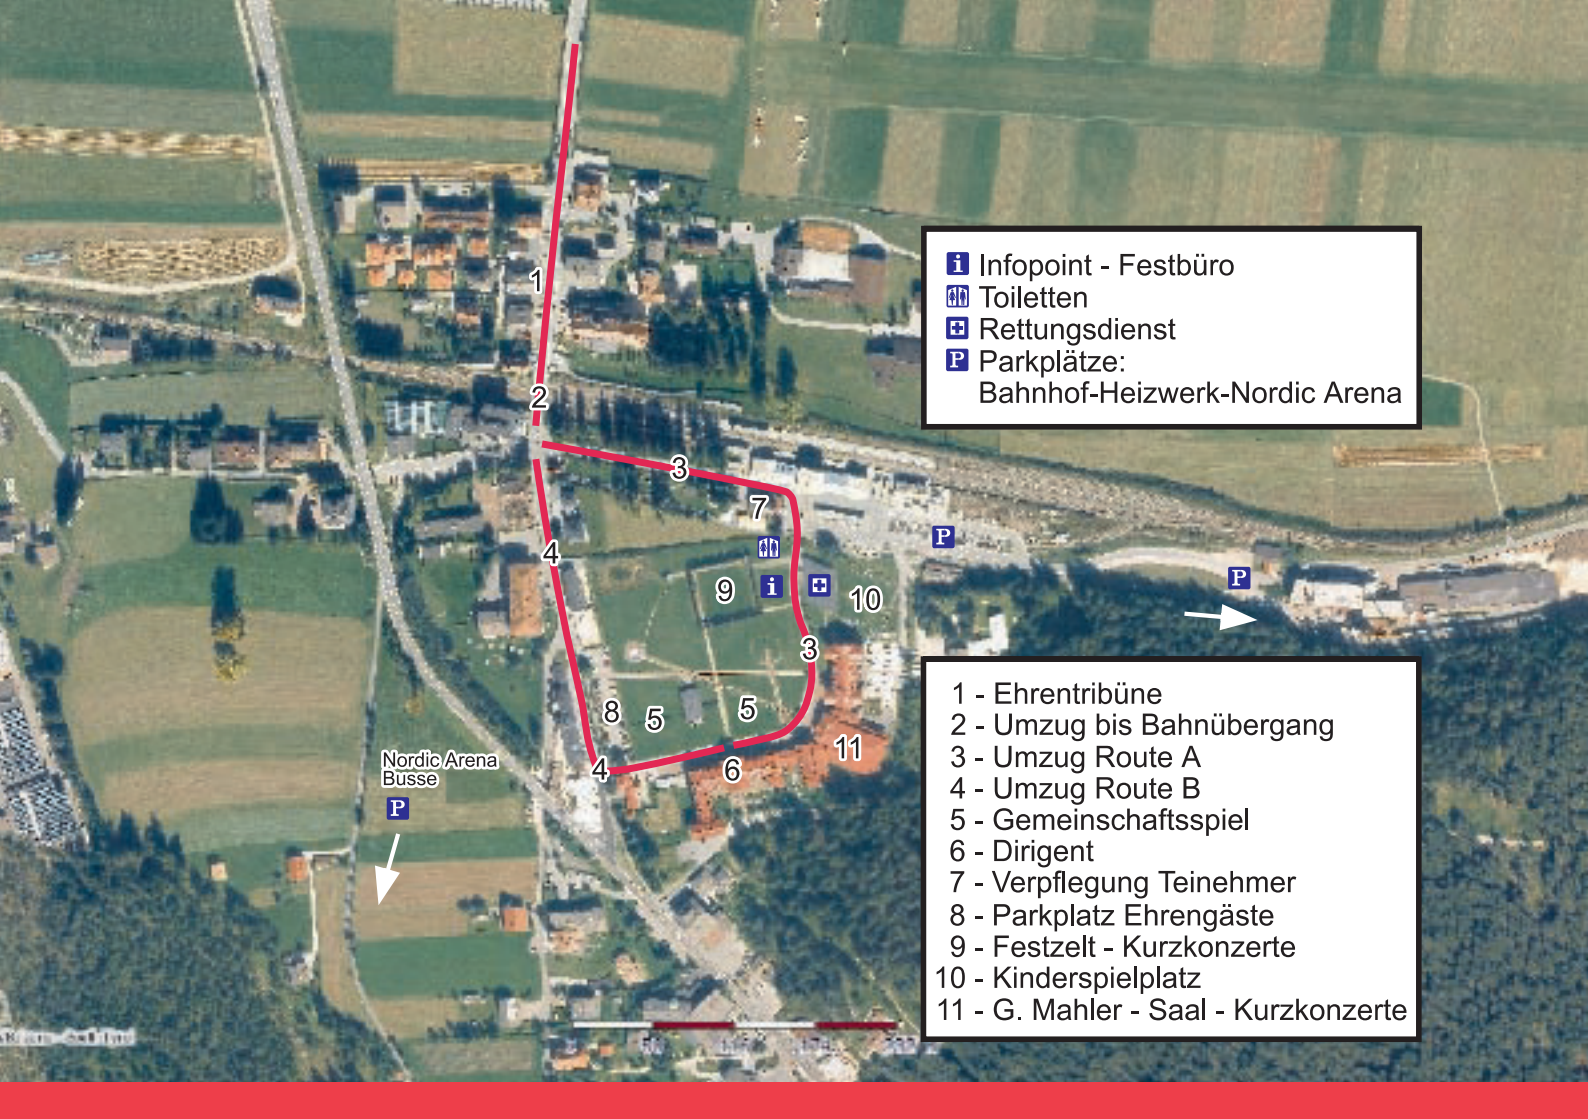 1
2
3
7
4
9
10
3
8
5
5
11
4
6
P
P
Nordic Arena
Busse
P
i Infopoint - Festbüro
Toiletten
Rettungsdienst
P Parkplätze:
Bahnhof-Heizwerk-Nordic Arena
1 - Ehrentribüne
2 - Umzug bis Bahnübergang
3 - Umzug Route A
4 - Umzug Route B
5 - Gemeinschaftsspiel
6 - Dirigent
7 - Verpflegung Teinehmer
8 - Parkplatz Ehrengäste
9 - Festzelt - Kurzkonzerte
10 - Kinderspielplatz
11 - G. Mahler - Saal - Kurzkonzerte
i